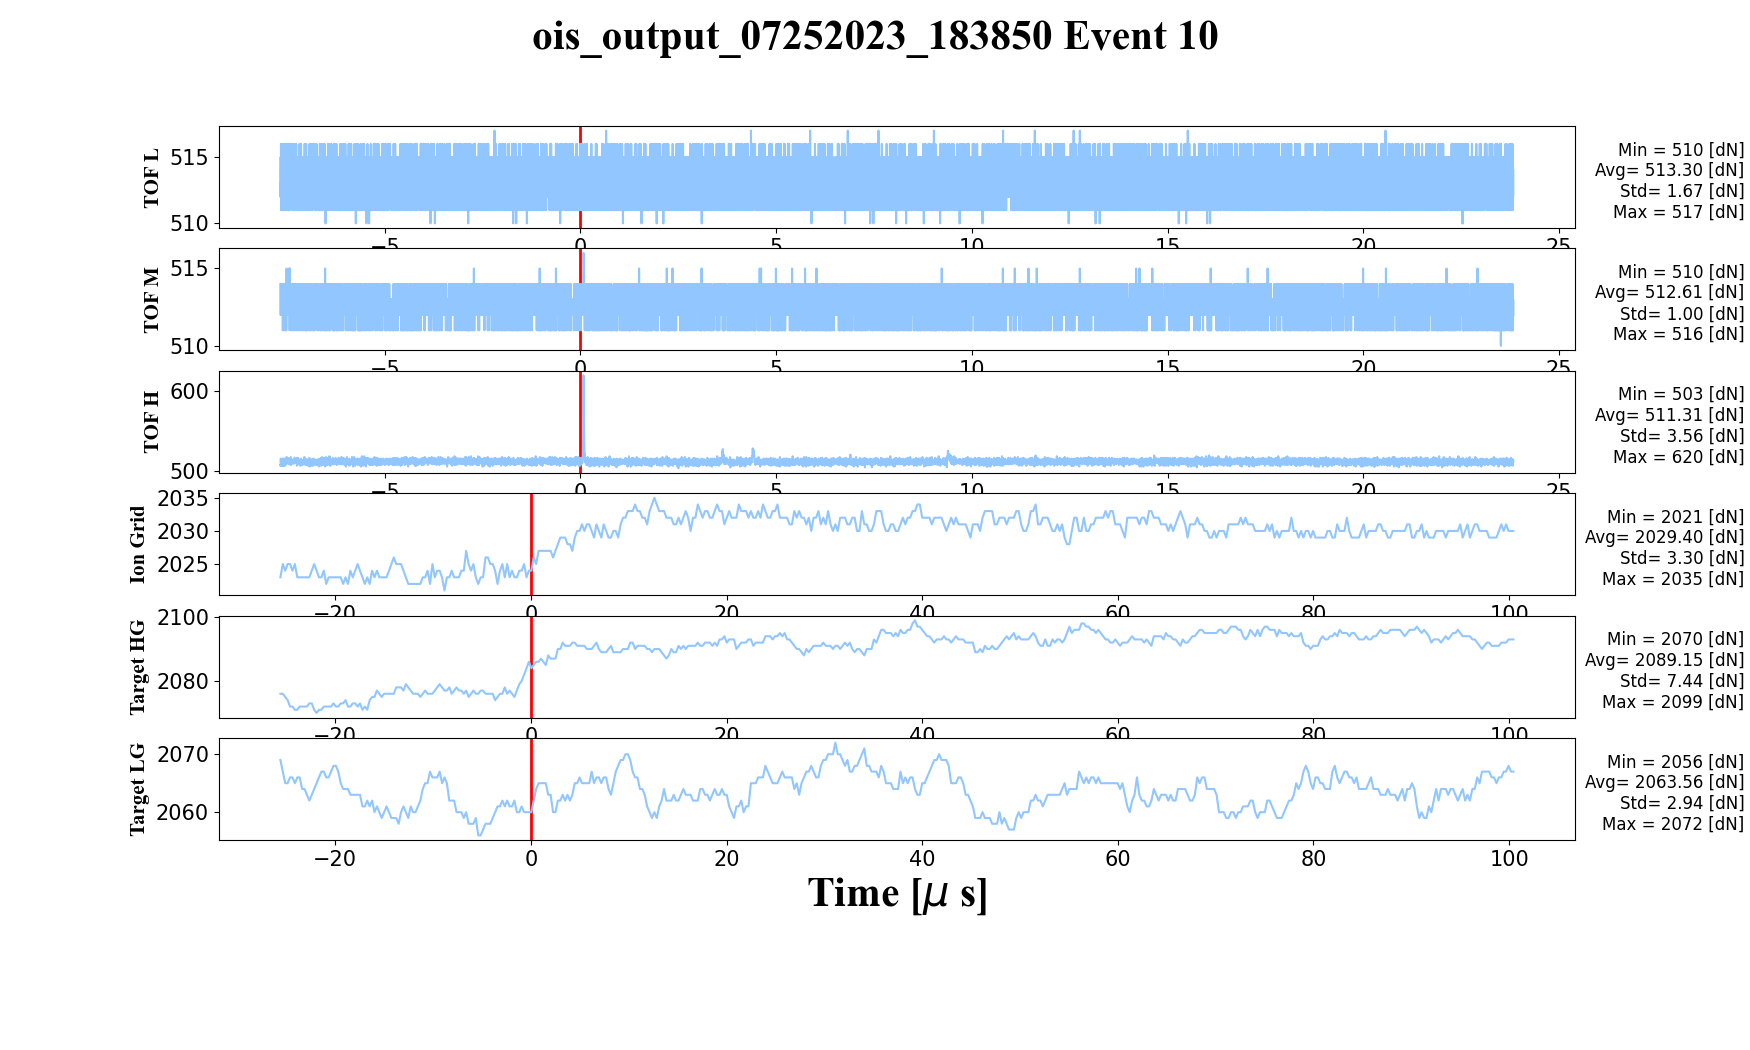 ois_output_07252023_183850 Event 10
TOF L
515
510
Min = 510 [dN]
Avg= 513.30 [dN]
Std= 1.67 [dN]
Max = 517 [dN]
−5 0 5 10 15 20 25
TOF M
515
510
Min = 510 [dN]
Avg= 512.61 [dN]
Std= 1.00 [dN]
Max = 516 [dN]
−5 0 5 10 15 20 25
TOF H
600
500
Min = 503 [dN]
Avg= 511.31 [dN]
Std= 3.56 [dN]
Max = 620 [dN]
−5 0 5 10 15 20 25
Ion Grid
2035
2030
2025
Min = 2021 [dN]
Avg= 2029.40 [dN]
Std= 3.30 [dN]
Max = 2035 [dN]
−20 0 20 40 60 80 100
Target HG
2100
2080
Min = 2070 [dN]
Avg= 2089.15 [dN]
Std= 7.44 [dN]
Max = 2099 [dN]
−20 0 20 40 60 80 100
Target LG
2070
2060
Min = 2056 [dN]
Avg= 2063.56 [dN]
Std= 2.94 [dN]
Max = 2072 [dN]
−20 0 20 40 60 80 100
Time [μ s]